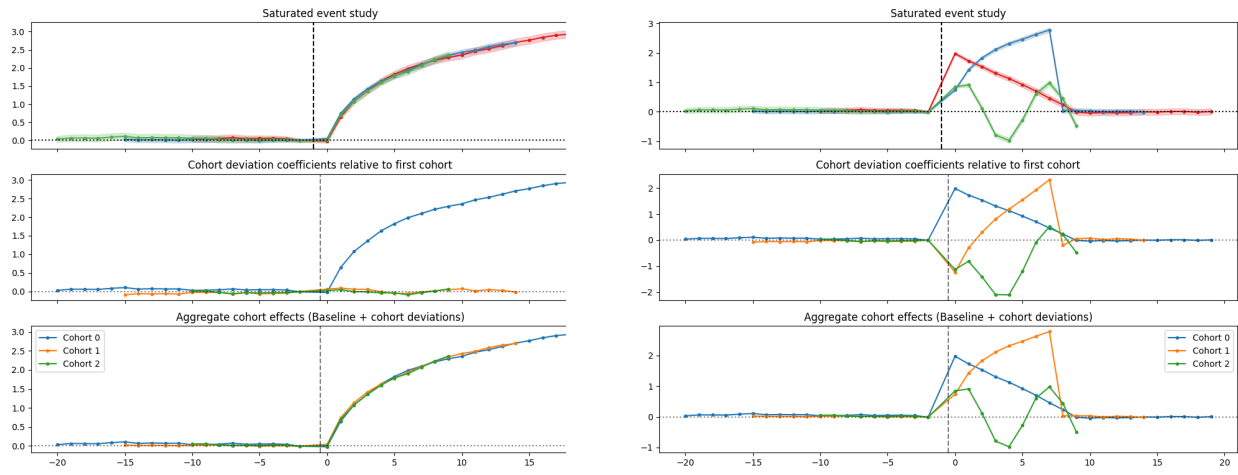 Saturated event study
3.0
2.5
2.0
1.5
1.0
0.5
0.0
Cohort deviation coefficients relative to first cohort
3.0
2.5
2.0
1.5
1.0
0.5
0.0
Aggregate cohort effects (Baseline + cohort deviations)
3.0
2.5
2.0
1.5
1.0
0.5
0.0
Cohort 0
Cohort 1
Cohort 2
−20 −15 −10 −5 0 5 10 15
Saturated event study
3
2
1
0
−1
Cohort deviation coefficients relative to first cohort
2
1
0
−1
−2
Aggregate cohort effects (Baseline + cohort deviations)
2
1
0
−1
Cohort 0
Cohort 1
Cohort 2
−20 −15 −10 −5 0 5 10 15 20